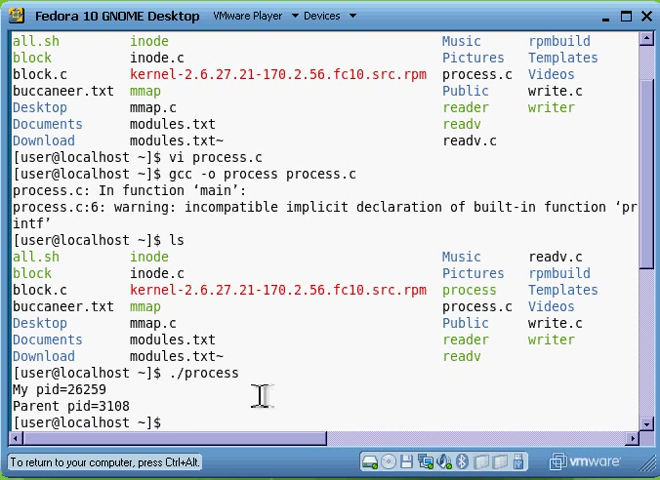 Fedora 10 GNOME Desktop VMware Player Devices
all.sh inode Music rpmbuild
block inode.c Pictures Templates
block.c kernel-2.6.27.21-170.2.56.fc10.src.rpm process.c Videos
buccaneer.txt mmap Public write.c
Desktop mmap.c reader writer
Documents modules.txt readv
Download modules.txt~ readv.c
[user@localhost ~]$ vi process.c
[user@localhost ~]$ gcc -o process process.c
process.c: In function ‘main’:
process.c:6: warning: incompatible implicit declaration of built-in function ‘pr
intf’
[user@localhost ~]$ ls
all.sh inode Music readv.c
block inode.c Pictures rpmbuild
block.c kernel-2.6.27.21-170.2.56.fc10.src.rpm process Templates
buccaneer.txt mmap process.c Videos
Desktop mmap.c Public write.c
Documents modules.txt reader writer
Download modules.txt~ readv
[user@localhost ~]$ ./process
My pid=26259
Parent pid=3108
[user@localhost ~]$
To return to your computer, press Ctrl+Alt. vmware